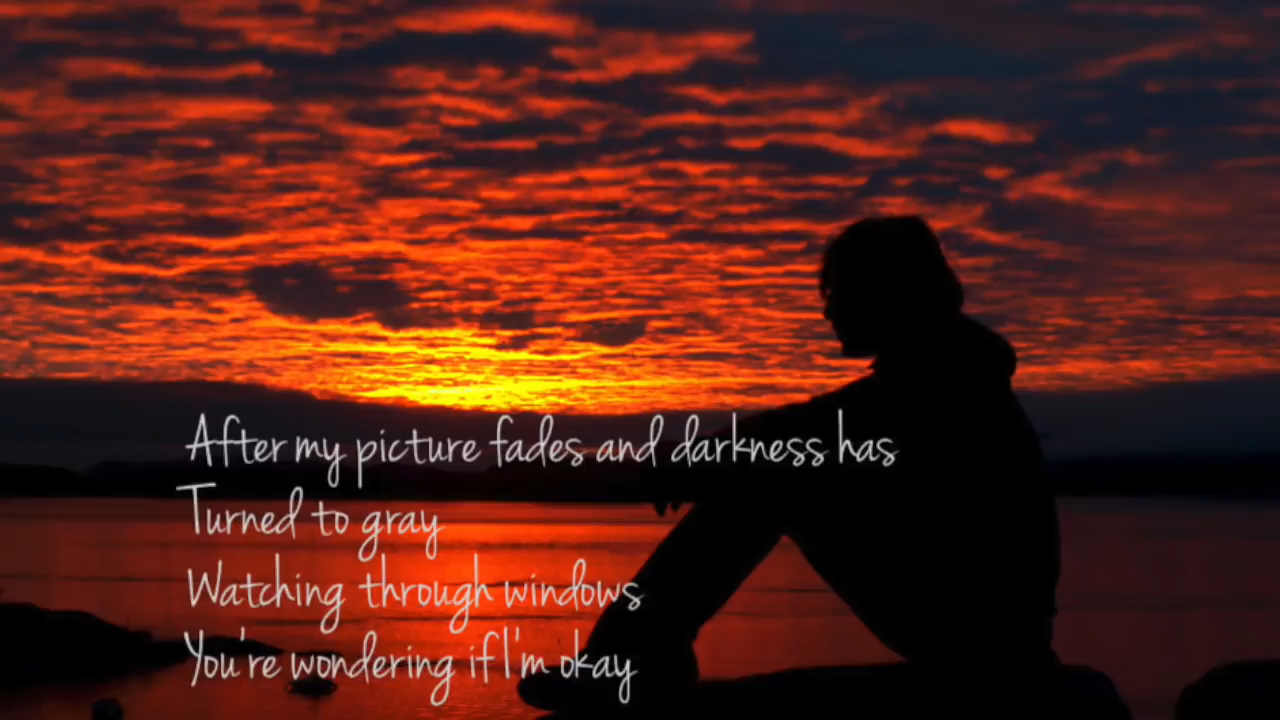 After my picture fades and darkness has
Turned to gray
Watching through windows
You're wondering if I'm okay